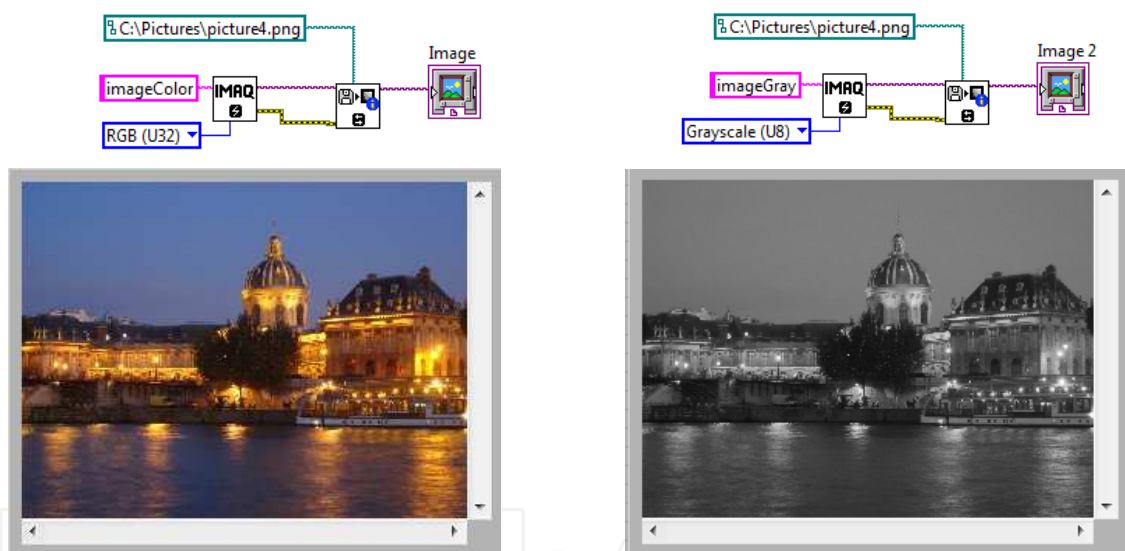 C:\Pictures\picture4.png
Image
imageColor
IMAQ
RGB (U32)
C:\Pictures\picture4.png
Image 2
imageGray
IMAQ
Grayscale (U8)